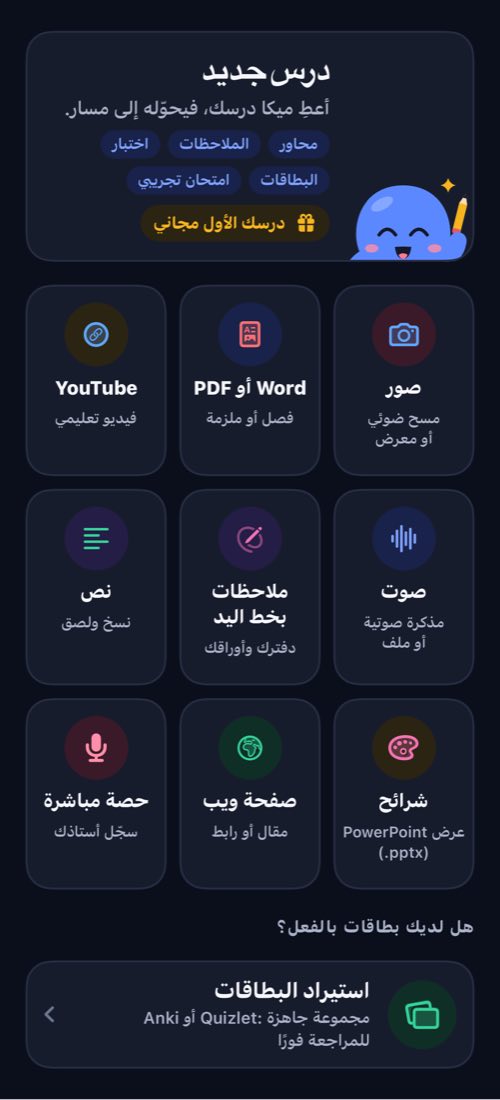 درس جديد
أعطِ ميكا درسك، فيحوّله إلى مسار.
محاور الملاحظات اختبار
البطاقات امتحان تجريبي
درسك الأول مجاني
صور
مسح ضوئي
أو معرض
Word أو PDF
فصل أو ملزمة
YouTube
فيديو تعليمي
صوت
مذكرة صوتية
أو ملف
ملاحظات
بخط اليد
دفترك وأوراقك
نص
نسخ ولصق
شرائح
عرض PowerPoint
(.pptx)
صفحة ويب
مقال أو رابط
حصة مباشرة
سجّل أستاذك
هل لديك بطاقات بالفعل؟
استيراد البطاقات
مجموعة جاهزة: Quizlet أو Anki
للمراجعة فورًا